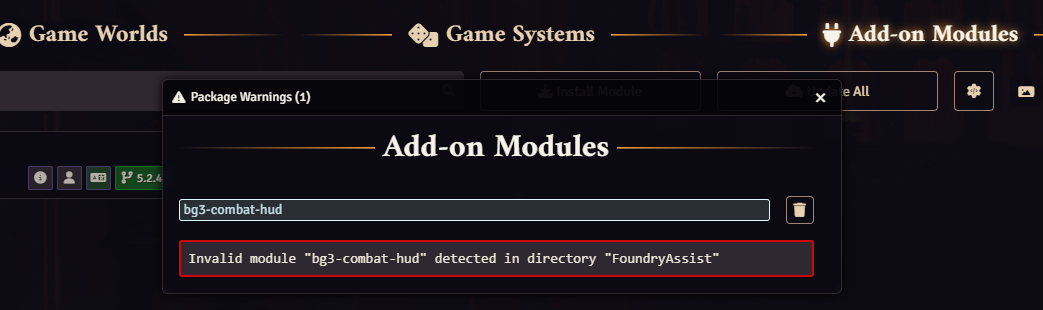 Game Worlds
Game Systems
Add-on Modules
Install Module
Update All
Package Warnings (1)
Add-on Modules
5.2.4
bg3-combat-hud
Invalid module "bg3-combat-hud" detected in directory "FoundryAssist"